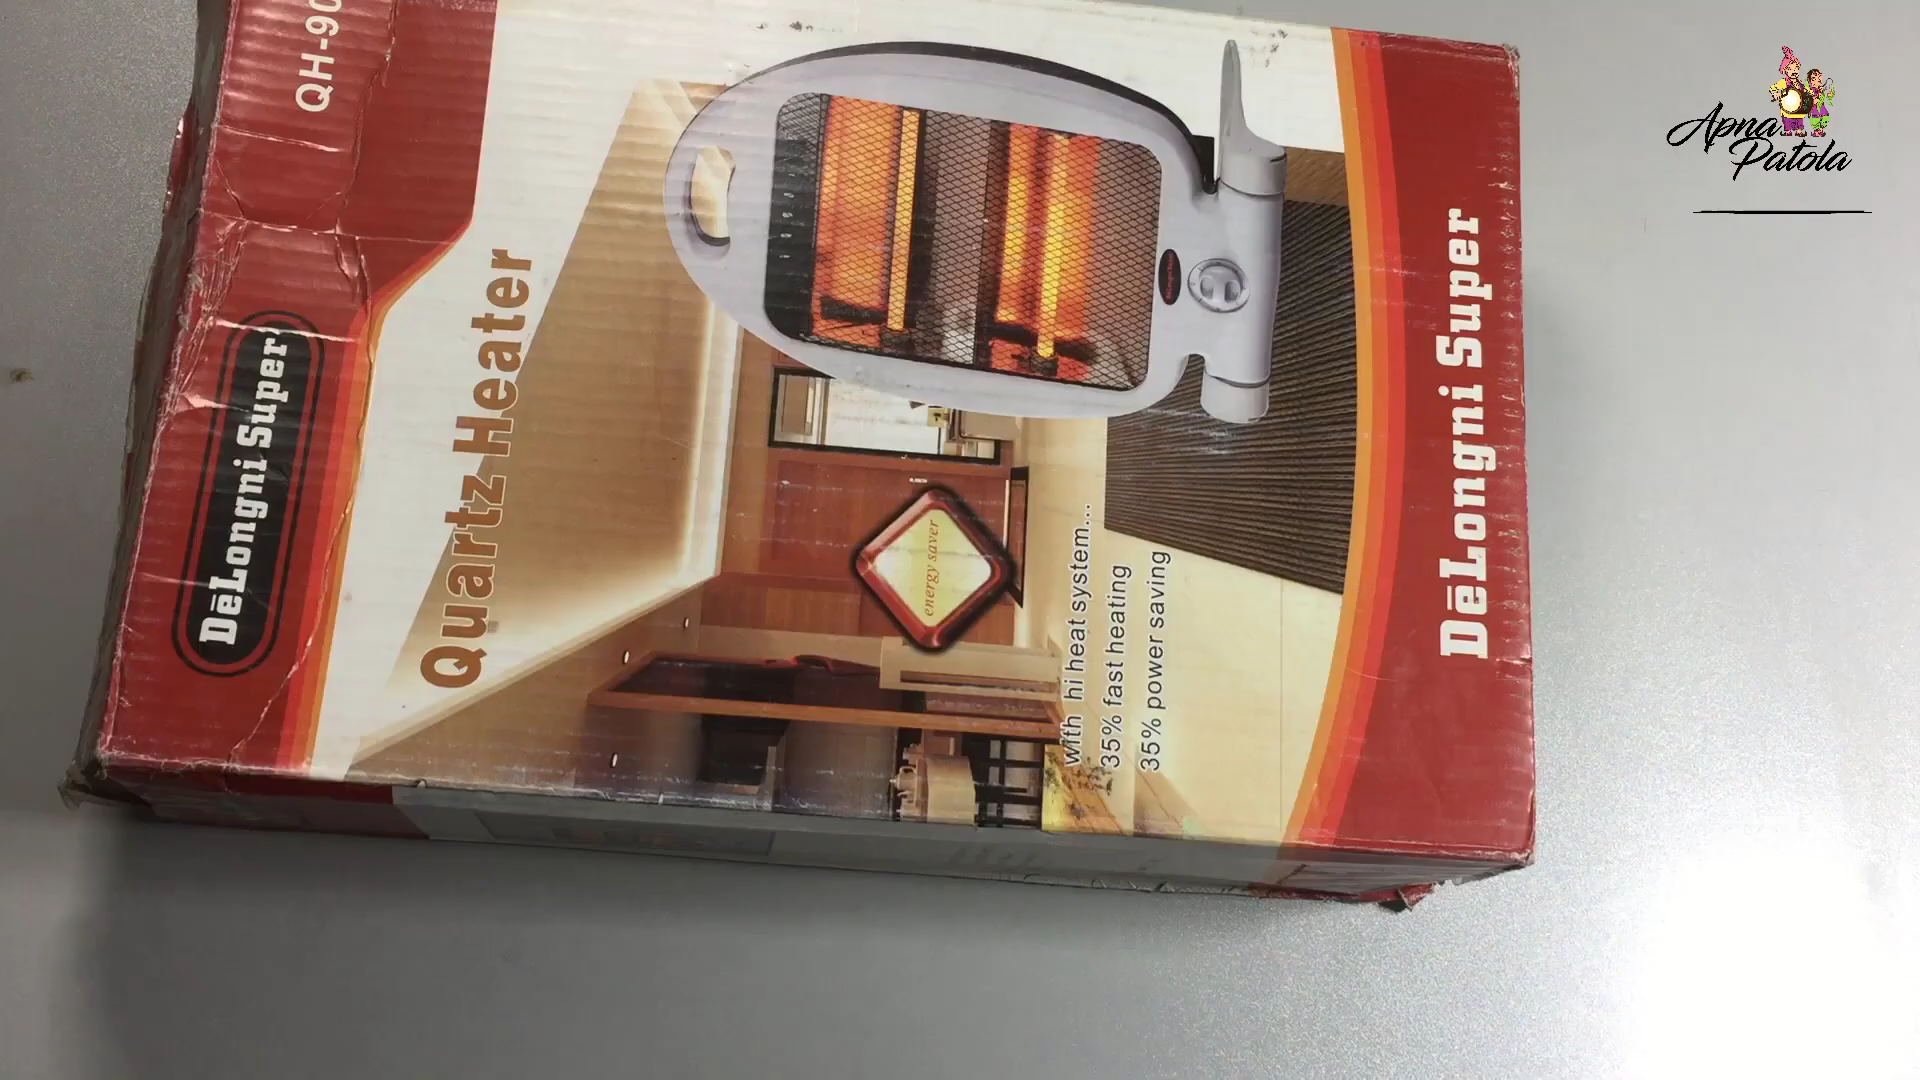 QH-90
DēLongni Super
Quartz Heater
energy saver
with hi heat system...
35% fast heating
35% power saving
DēLongni Super
Apna
Patola